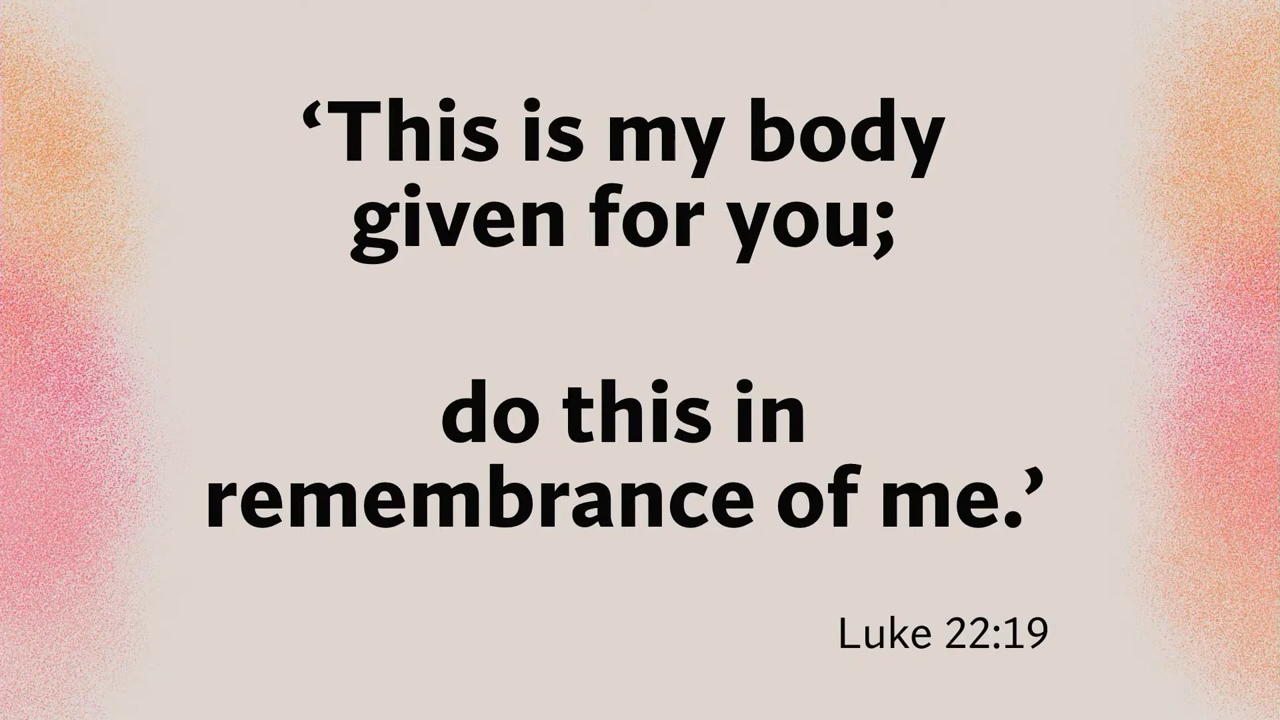 ‘This is my body
given for you;
do this in
remembrance of me.’
Luke 22:19